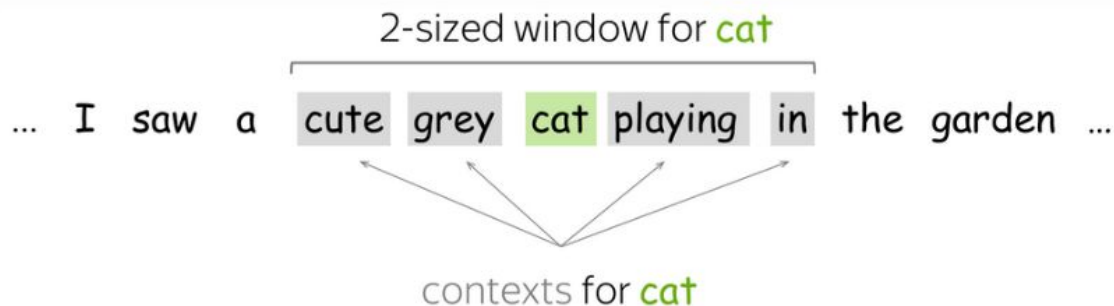 2-sized window for cat
... I saw a cute grey cat playing in the garden ...
contexts for cat